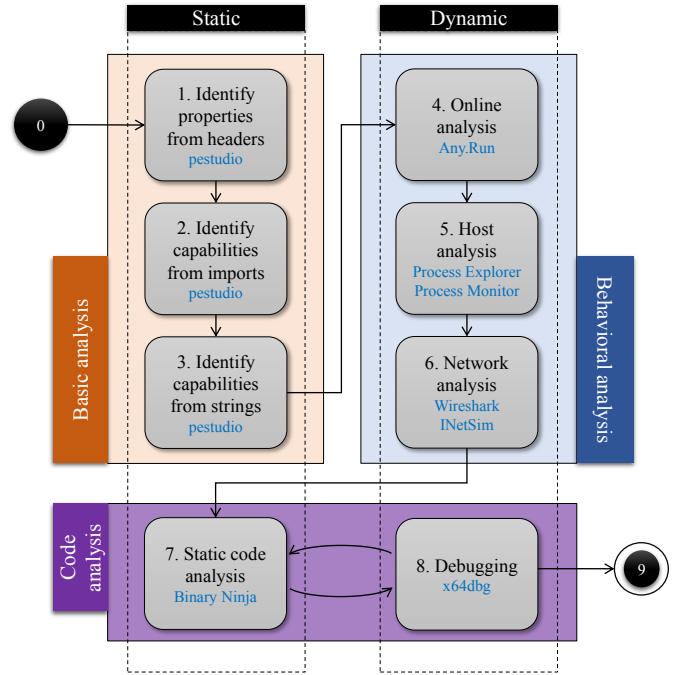 Static
Dynamic
0
1. Identify
properties
from headers
pestudio
2. Identify
capabilities
from imports
pestudio
3. Identify
capabilities
from strings
pestudio
Basic analysis
4. Online
analysis
Any.Run
5. Host
analysis
Process Explorer
Process Monitor
6. Network
analysis
Wireshark
INetSim
Behavioral analysis
Code
analysis
7. Static code
analysis
Binary Ninja
8. Debugging
x64dbg
9